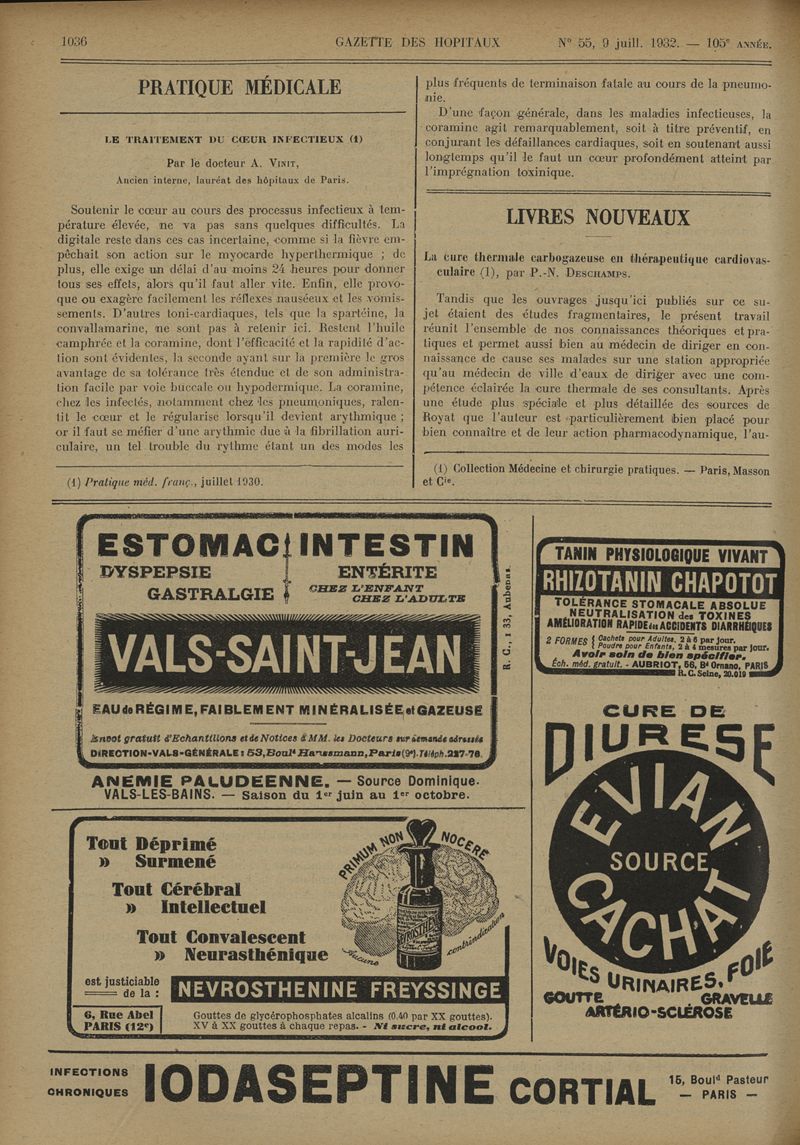 1036
GAZETTE DES HOPITAUX
N° 55, 9 juill. 1932. — 105e ANNÉE.
PRATIQUE MÉDICALE
LE TRAITEMENT DU CŒUR INFECTIEUX (1)
Par le docteur A. VINIT,
Ancien interne, lauréat des hôpitaux de Paris.
Soutenir le cœur au cours des processus infectieux à tem-
pérature élevée, ne va pas sans quelques difficultés. La
digitale reste dans ces cas incertaine, comme si la fièvre em-
pêchait son action sur le myocarde hyperthermique ; de
plus, elle exige un délai d'au moins 24 heures pour donner
tous ses effets, alors qu'il faut aller vite. Enfin, elle provo-
que ou exagère facilement les réflexes nauséeux et les vomis-
sements. D'autres toni-cardiaques, tels que la spartéine, la
convallamarine, ne sont pas à retenir ici. Restent l'huile
camphrée et la coramine, dont l'efficacité et la rapidité d'ac-
tion sont évidentes, la seconde ayant sur la première le gros
avantage de sa tolérance très étendue et de son administra-
tion facile par voie buccale ou hypodermique. La coramine,
chez les infectés, notamment chez les pneumoniques, ralen-
tit le cœur et le régularise lorsqu'il devient arythmique ;
or il faut se méfier d'une arythmie due à la fibrillation auri-
culaire, un tel trouble du rythme étant un des modes les
(1) Pratique méd. franç., juillet 1930.
plus fréquents de terminaison fatale au cours de la pneumo-
nie.
D'une façon générale, dans les maladies infectieuses, la
coramine agit remarquablement, soit à titre préventif, en
conjurant les défaillances cardiaques, soit en soutenant aussi
longtemps qu'il le faut un cœur profondément atteint par
l'imprégnation toxinique.
LIVRES NOUVEAUX
La cure thermale carbogazeuse en thérapeutique cardiovas-
culaire (1), par P.-N. DESCHAMPS.
Tandis que les ouvrages jusqu'ici publiés sur ce su-
jet étaient des études fragmentaires, le présent travail
réunit l'ensemble de nos connaissances théoriques et pra-
tiques et permet aussi bien au médecin de diriger en con-
naissance de cause ses malades sur une station appropriée
qu'au médecin de ville d'eaux de diriger avec une com-
pétence éclairée la cure thermale de ses consultants. Après
une étude plus spéciale et plus détaillée des sources de
Royat que l'auteur est particulièrement bien placé pour
bien connaître et de leur action pharmacodynamique, l'au-
(1) Collection Médecine et chirurgie pratiques. — Paris, Masson
et Cie.
ESTOMAC INTESTIN
DYSPEPSIE
GASTRALGIE
ENTÉRITE
CHEZ L'ENFANT
CHEZ L'ADULTE
VALS-SAINT-JEAN
EAU de RÉGIME, FAIBLEMENT MINÉRALISÉE et GAZEUSE
Envoi gratuit d'Echantillons et de Notices à MM. les Docteurs sur demande adressée
DIRECTION-VALS-GÉNÉRALE: 53, Bould Haussmann, Paris (9e)-Téléph. 227-78.
R. C., 1 33, Aubenas.
ANEMIE PALUDEENNE. — Source Dominique.
VALS-LES-BAINS. — Saison du 1er juin au 1er octobre.
TANIN PHYSIOLOGIQUE VIVANT
RHIZOTANIN CHAPOTOT
TOLÉRANCE STOMACALE ABSOLUE
NEUTRALISATION des TOXINES
AMÉLIORATION RAPIDE des ACCIDENTS DIARRHÉIQUES
2 FORMES { Cachets pour Adultes, 2 à 6 par jour.
Poudre pour Enfants, 2 à 4 mesures par jour.
Avoir soin de bien spécifier.
Éch. méd. gratuit. - AUBRIOT, 56, Bd Ornano, PARIS
R. C. Seine, 20.019
CURE DE
DIURESE
EVIAN
SOURCE
CACHAT
VOIES URINAIRES, FOIE
GOUTTE GRAVELLE
ARTÉRIO-SCLÉROSE
Tout Déprimé
» Surmené
Tout Cérébral
» Intellectuel
Tout Convalescent
» Neurasthénique
PRIMUM NON NOCERE
NEVROSTHENINE
Aucune contrindication
est justiciable
de la :
NEVROSTHENINE FREYSSINGE
6, Rue Abel
PARIS (12e)
Gouttes de glycérophosphates alcalins (0.40 par XX gouttes).
XV à XX gouttes à chaque repas. - Ni sucre, ni alcool.
INFECTIONS
CHRONIQUES
IODASEPTINE CORTIAL
15, Bould Pasteur
— PARIS —